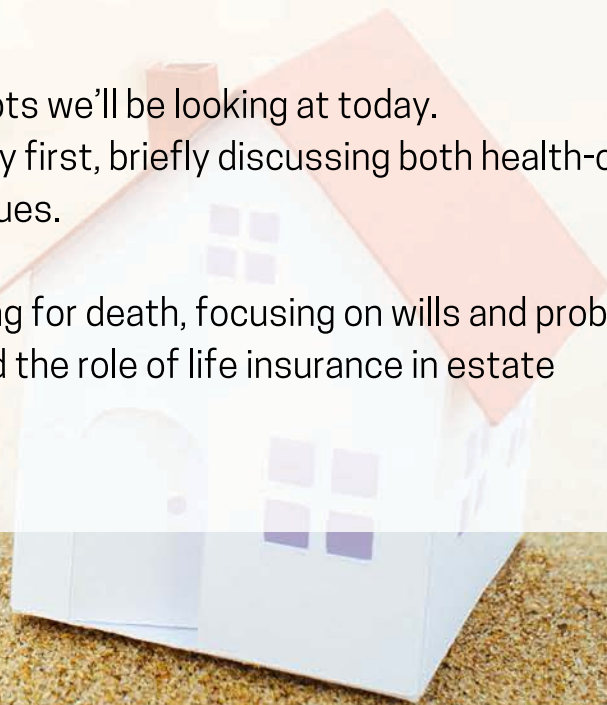 pts we'll be looking at today.
y first, briefly discussing both health-c
ues.
g for death, focusing on wills and prob
d the role of life insurance in estate